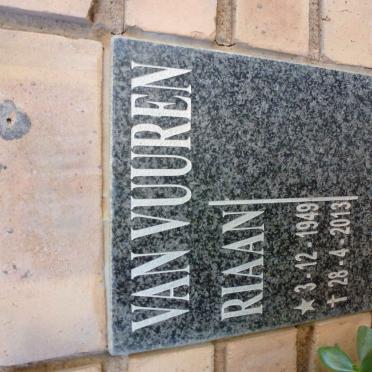 VAN VUUREN
RIAAN
★ 3-12-1949
✝ 28-4-2013